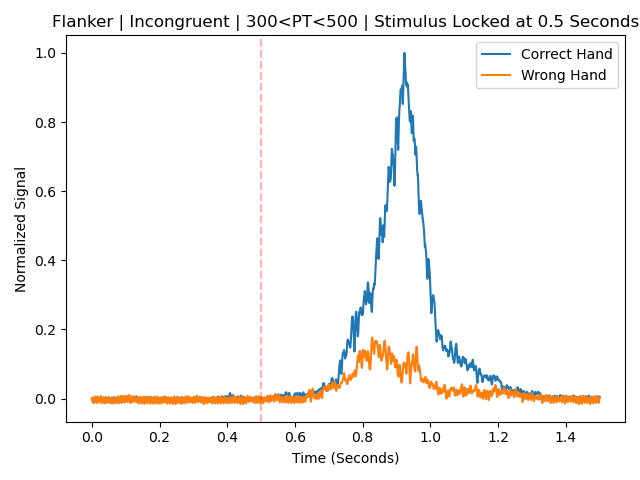 Flanker | Incongruent | 300<PT<500 | Stimulus Locked at 0.5 Seconds
Correct Hand
Wrong Hand
Normalized Signal
1.0
0.8
0.6
0.4
0.2
0.0
0.0 0.2 0.4 0.6 0.8 1.0 1.2 1.4
Time (Seconds)